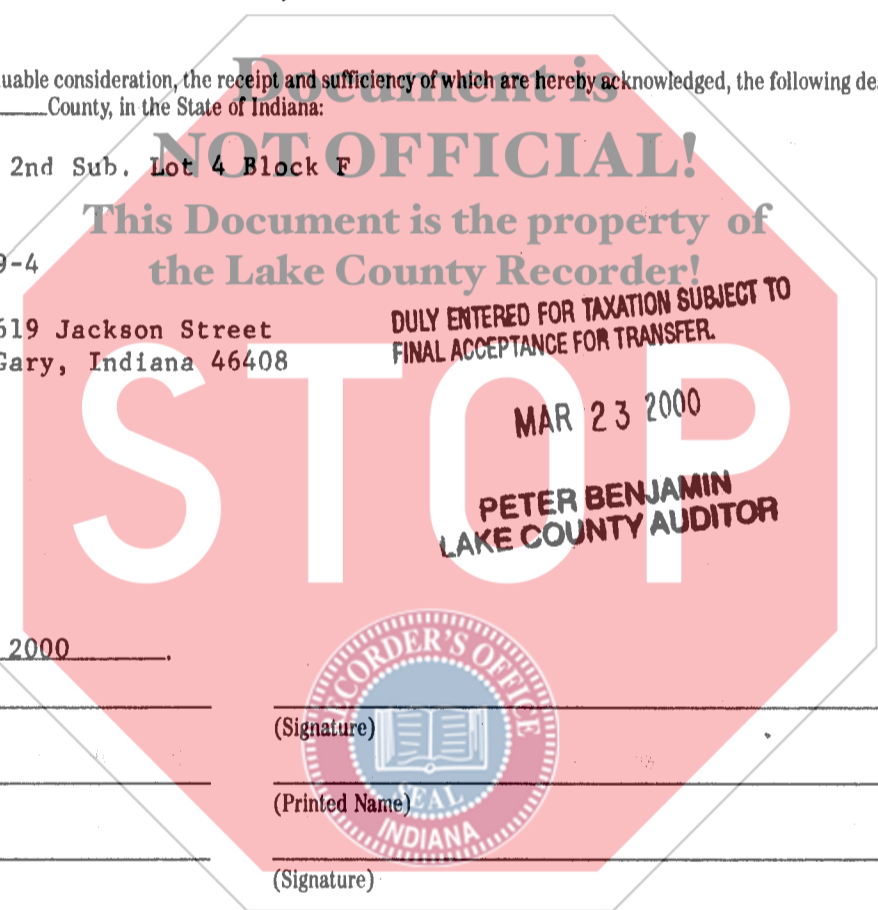 Document is
uable consideration, the receipt and sufficiency of which are hereby acknowledged, the following de
County, in the State of Indiana:
NOT OFFICIAL!
2nd Sub. Lot 4 Block F
This Document is the property of
9-4
the Lake County Recorder!
DULY ENTERED FOR TAXATION SUBJECT TO
FINAL ACCEPTANCE FOR TRANSFER.
619 Jackson Street
Gary, Indiana 46408
STOP
MAR 23 2000
PETER BENJAMIN
LAKE COUNTY AUDITOR
2000
RECORDER'S OFFICE
(Signature)
(Printed Name)
SEAL
INDIANA
(Signature)